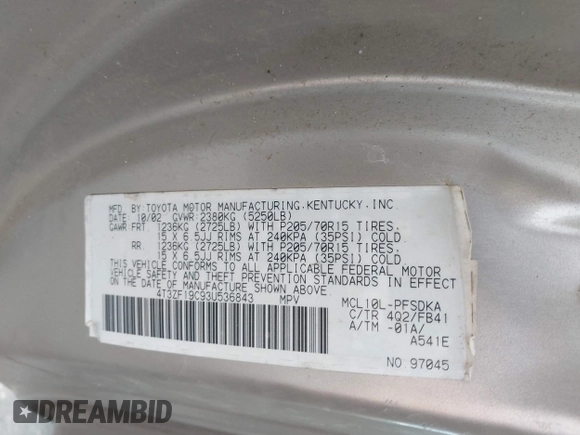 MFD. BY: TOYOTA MOTOR MANUFACTURING, KENTUCKY, INC.
10/02 GVWR 2380KG (5250LB)
GAWR FRT 1236KG (2725LB) WITH P205/70R15 TIRES,
15 X 6.5JJ RIMS AT 240KPA (35PSI) COLD.
RR. 1236KG (2725LB) WITH P205/70R15 TIRES,
15 X 6.5JJ RIMS AT 240KPA (35PSI) COLD.
THIS VEHICLE CONFORMS TO ALL APPLICABLE FEDERAL MOTOR
VEHICLE SAFETY AND THEFT PREVENTION STANDARDS IN EFFECT
ON THE DATE OF MANUFACTURE SHOWN ABOVE.
4T3ZF19C93U536843 MPV
MCL10L-PFSDKA
C/TR 4Q2/FB41
A/TM -01A/
A541E
NO. 97045
DREAMBID